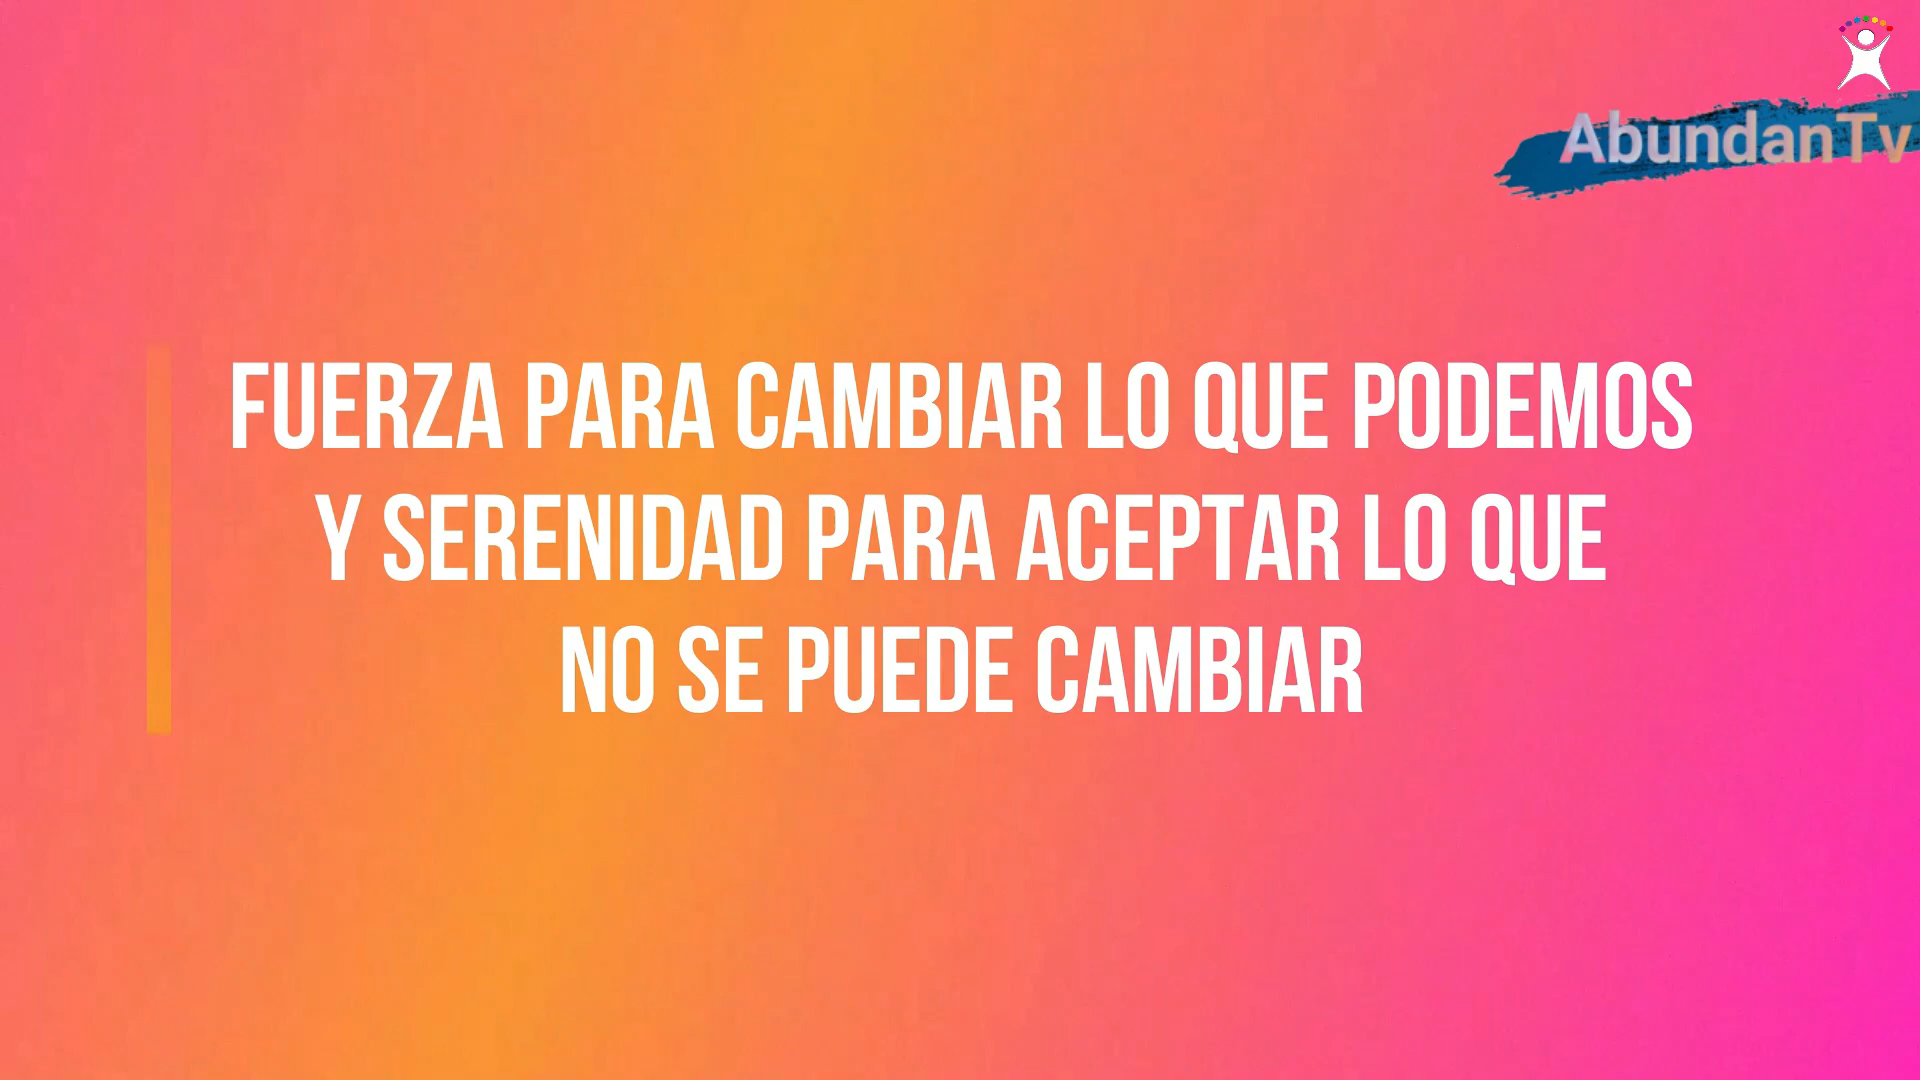 AbundanTv
FUERZA PARA CAMBIAR LO QUE PODEMOS
Y SERENIDAD PARA ACEPTAR LO QUE
NO SE PUEDE CAMBIAR